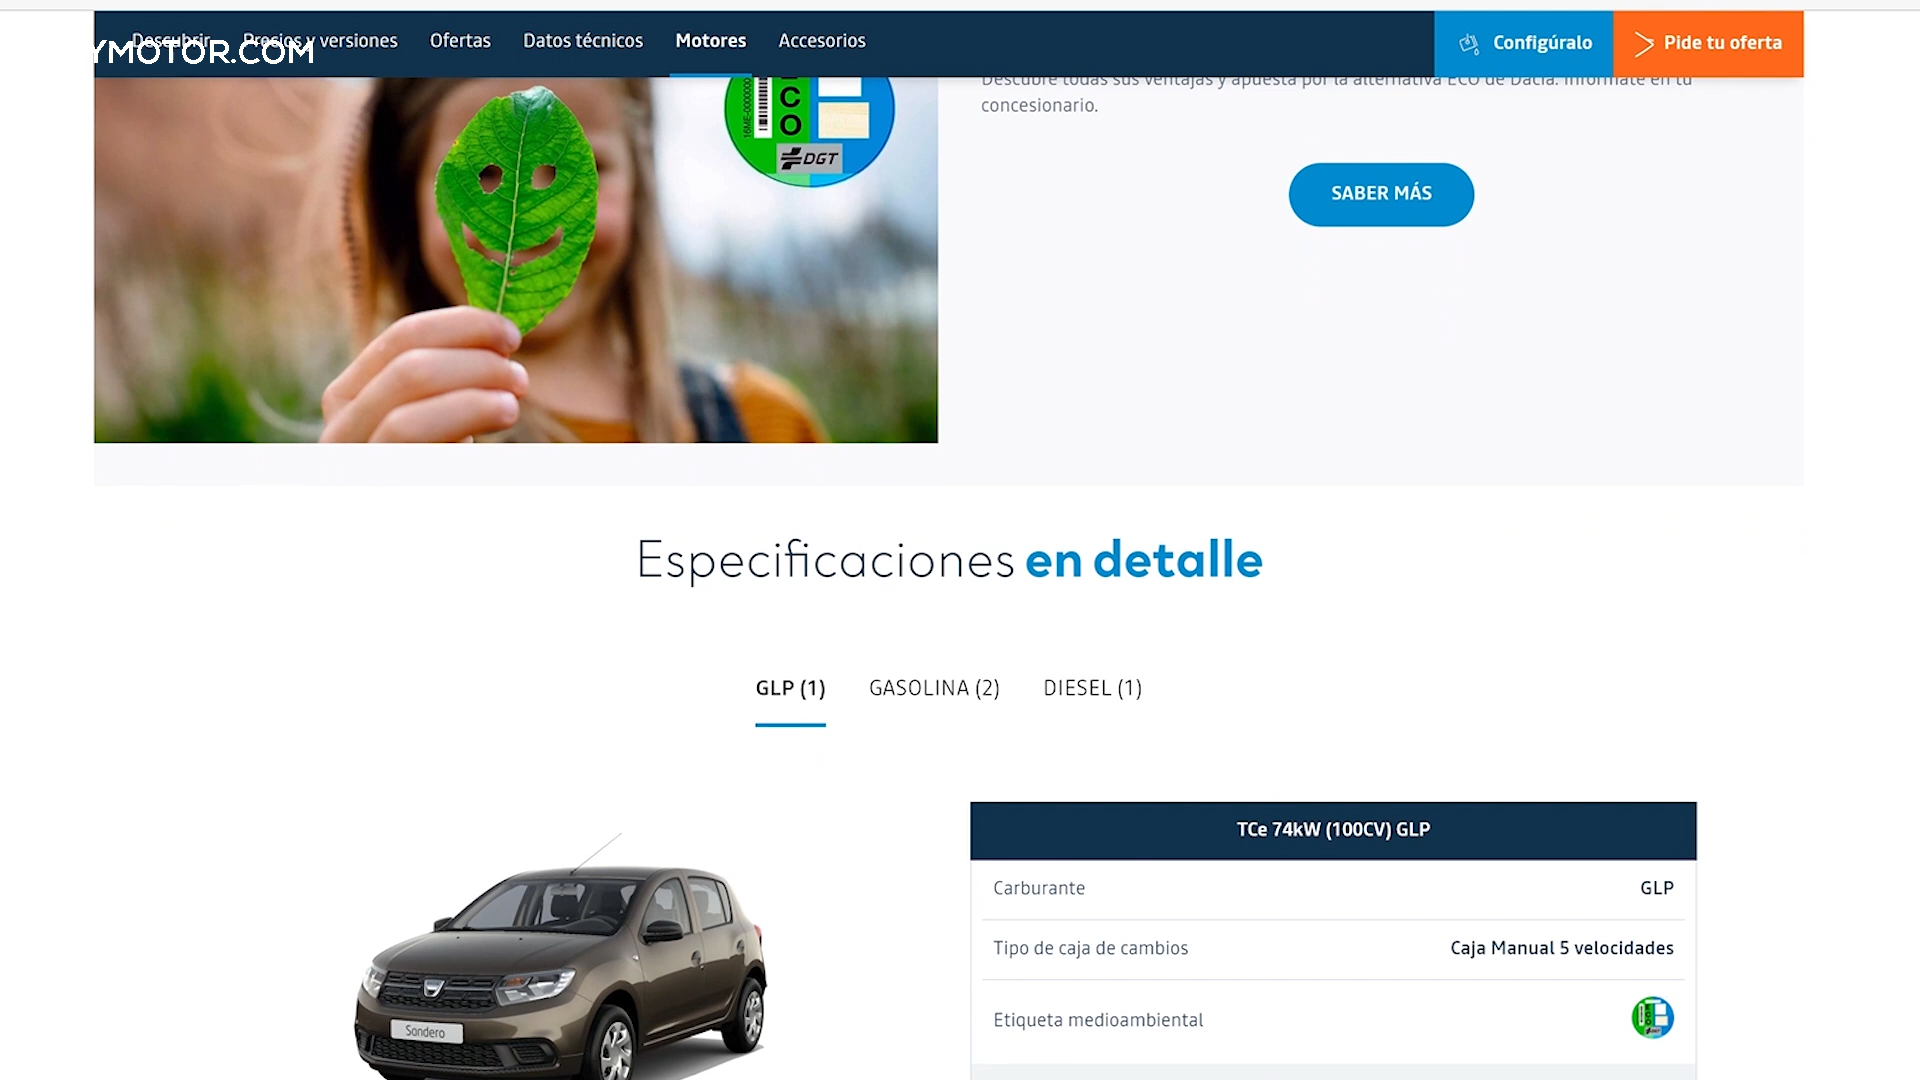 YMOTOR.COM
Descubrir Precios y versiones Ofertas Datos técnicos Motores Accesorios Configúralo Pide tu oferta
Descubre todas sus ventajas y apuesta por la alternativa ECO de Dacia. Infórmate en tu
concesionario.
16ME-0000000
CO
DGT
SABER MÁS
Especificaciones en detalle
GLP (1) GASOLINA (2) DIESEL (1)
TCe 74kW (100CV) GLP
Carburante GLP
Tipo de caja de cambios Caja Manual 5 velocidades
Etiqueta medioambiental
Sandero